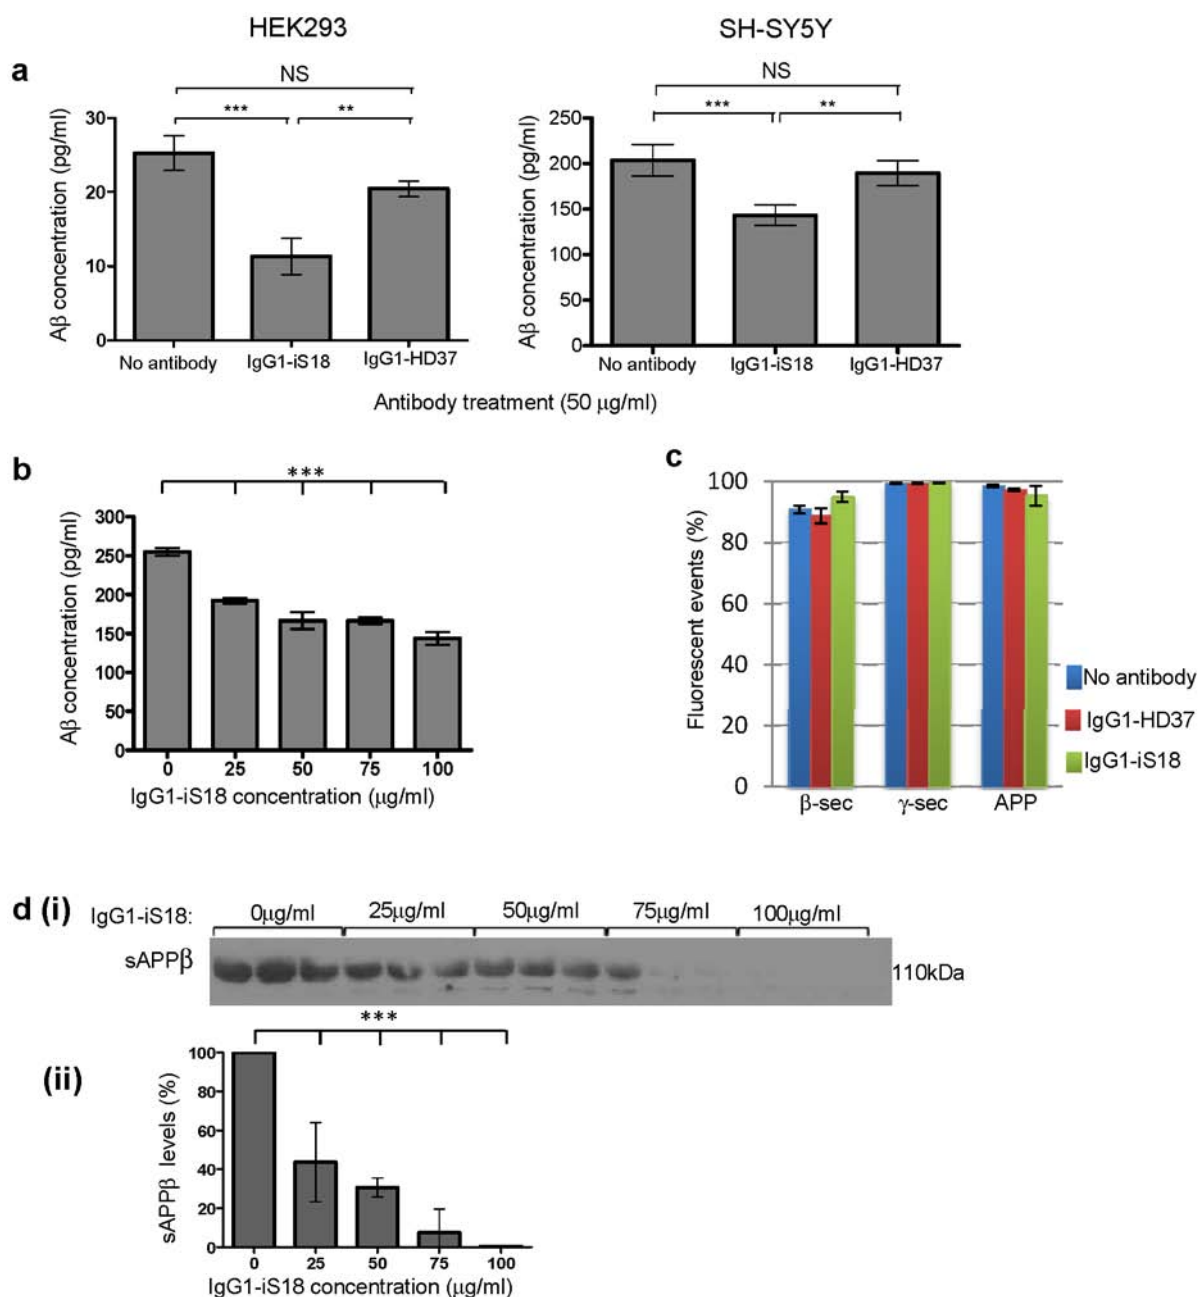 HEK293
SH-SY5Y
a
NS
NS
*** **
*** **
Aβ concentration (pg/ml)
30
20
10
0
No antibody IgG1-iS18 IgG1-HD37
Aβ concentration (pg/ml)
250
200
150
100
50
0
No antibody IgG1-iS18 IgG1-HD37
Antibody treatment (50 μg/ml)
b
***
Aβ concentration (pg/ml)
300
250
200
150
100
50
0
0 25 50 75 100
IgG1-iS18 concentration (μg/ml)
c
Fluorescent events (%)
100
80
60
40
20
0
β-sec γ-sec APP
No antibody
IgG1-HD37
IgG1-iS18
d (i)
IgG1-iS18: 0μg/ml 25μg/ml 50μg/ml 75μg/ml 100μg/ml
sAPPβ
110kDa
(ii)
***
sAPPβ levels (%)
100
80
60
40
20
0
0 25 50 75 100
IgG1-iS18 concentration (μg/ml)